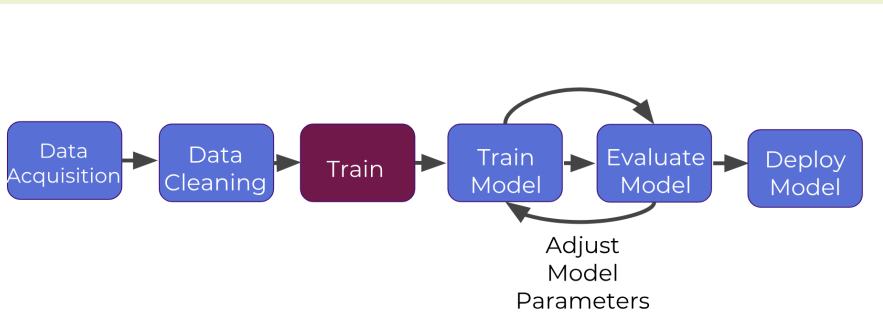 Data
Acquisition
Data
Cleaning
Train
Train
Model
Evaluate
Model
Deploy
Model
Adjust
Model
Parameters